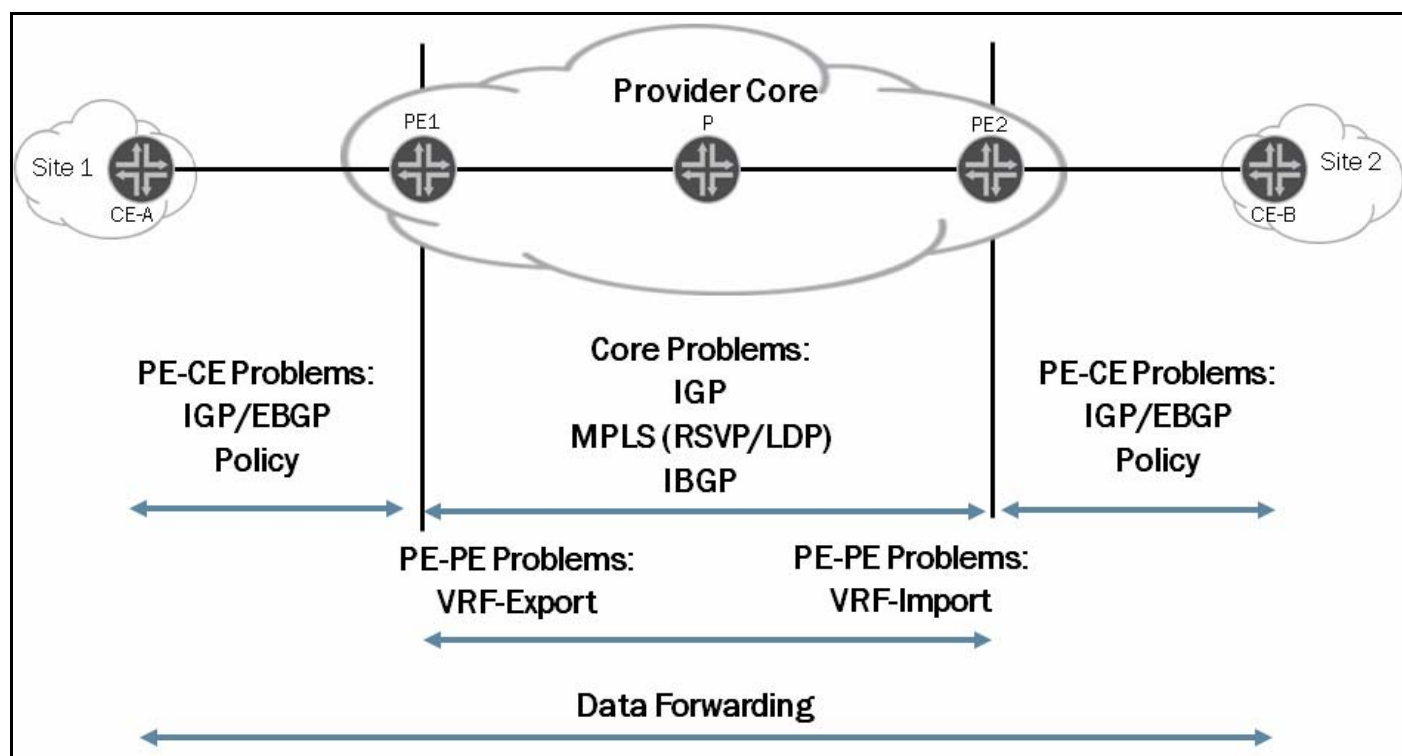 Provider Core
PE1
P
PE2
Site 1
Site 2
CE-A
CE-B
PE-CE Problems:
IGP/EBGP
Policy
Core Problems:
IGP
MPLS (RSVP/LDP)
IBGP
PE-CE Problems:
IGP/EBGP
Policy
PE-PE Problems:
VRF-Export
PE-PE Problems:
VRF-Import
Data Forwarding